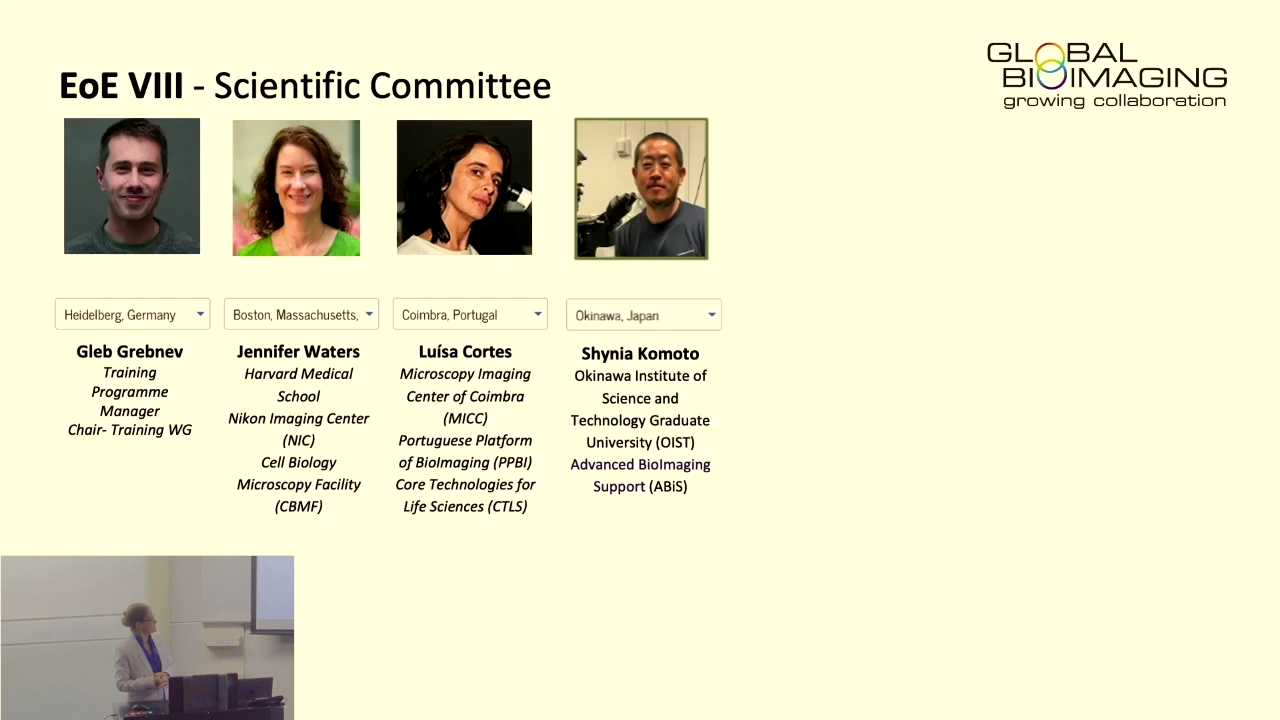 GLOBAL
BIOIMAGING
growing collaboration
EoE VIII - Scientific Committee
Heidelberg, Germany
Gleb Grebnev
Training
Programme
Manager
Chair- Training WG
Boston, Massachusetts,
Jennifer Waters
Harvard Medical
School
Nikon Imaging Center
(NIC)
Cell Biology
Microscopy Facility
(CBMF)
Coimbra, Portugal
Luísa Cortes
Microscopy Imaging
Center of Coimbra
(MICC)
Portuguese Platform
of BioImaging (PPBI)
Core Technologies for
Life Sciences (CTLS)
Okinawa, Japan
Shynia Komoto
Okinawa Institute of
Science and
Technology Graduate
University (OIST)
Advanced BioImaging
Support (ABiS)